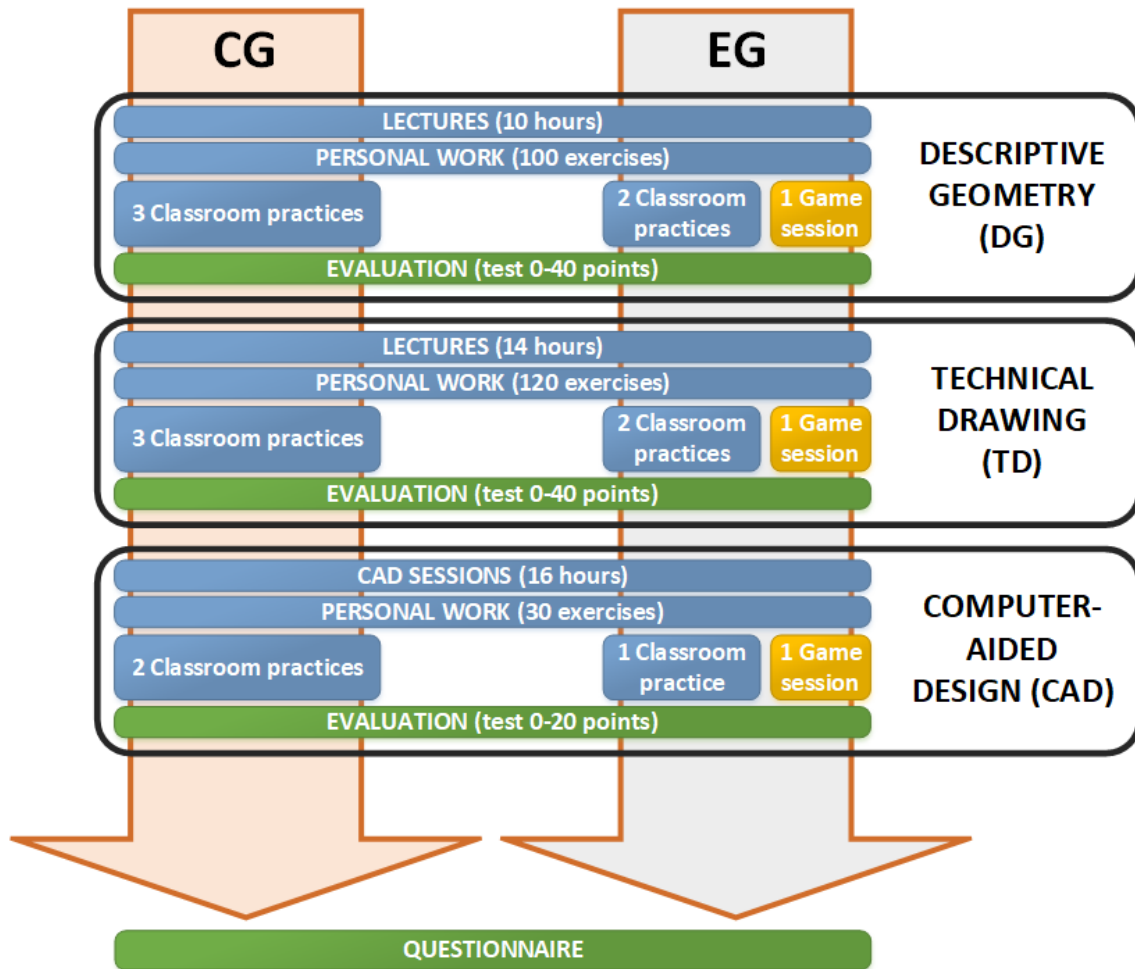 CG
EG
LECTURES (10 hours)
PERSONAL WORK (100 exercises)
3 Classroom practices
2 Classroom
practices
1 Game
session
EVALUATION (test 0-40 points)
DESCRIPTIVE
GEOMETRY
(DG)
LECTURES (14 hours)
PERSONAL WORK (120 exercises)
3 Classroom practices
2 Classroom
practices
1 Game
session
EVALUATION (test 0-40 points)
TECHNICAL
DRAWING
(TD)
CAD SESSIONS (16 hours)
PERSONAL WORK (30 exercises)
2 Classroom practices
1 Classroom
practice
1 Game
session
EVALUATION (test 0-20 points)
COMPUTER-
AIDED
DESIGN (CAD)
QUESTIONNAIRE